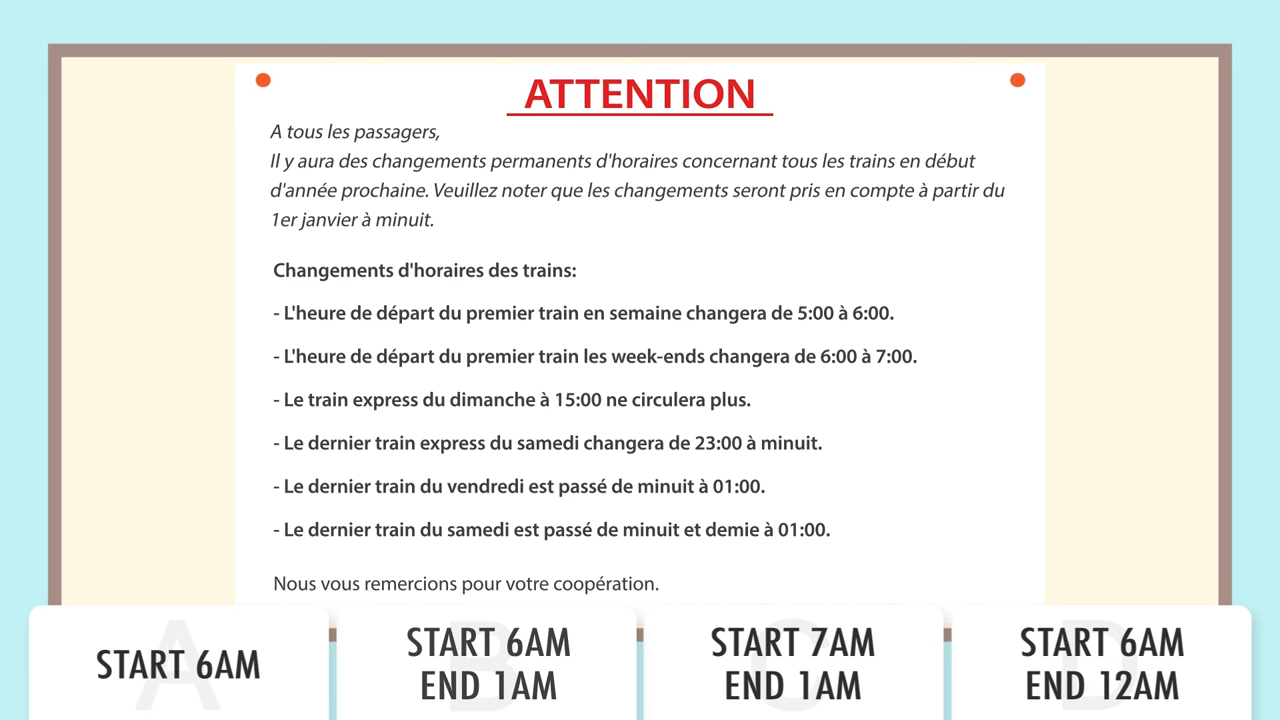 ATTENTION
A tous les passagers,
Il y aura des changements permanents d'horaires concernant tous les trains en début
d'année prochaine. Veuillez noter que les changements seront pris en compte à partir du
1er janvier à minuit.
Changements d'horaires des trains:
- L'heure de départ du premier train en semaine changera de 5:00 à 6:00.
- L'heure de départ du premier train les week-ends changera de 6:00 à 7:00.
- Le train express du dimanche à 15:00 ne circulera plus.
- Le dernier train express du samedi changera de 23:00 à minuit.
- Le dernier train du vendredi est passé de minuit à 01:00.
- Le dernier train du samedi est passé de minuit et demie à 01:00.
Nous vous remercions pour votre coopération.
A
START 6AM
B
START 6AM
END 1AM
C
START 7AM
END 1AM
D
START 6AM
END 12AM